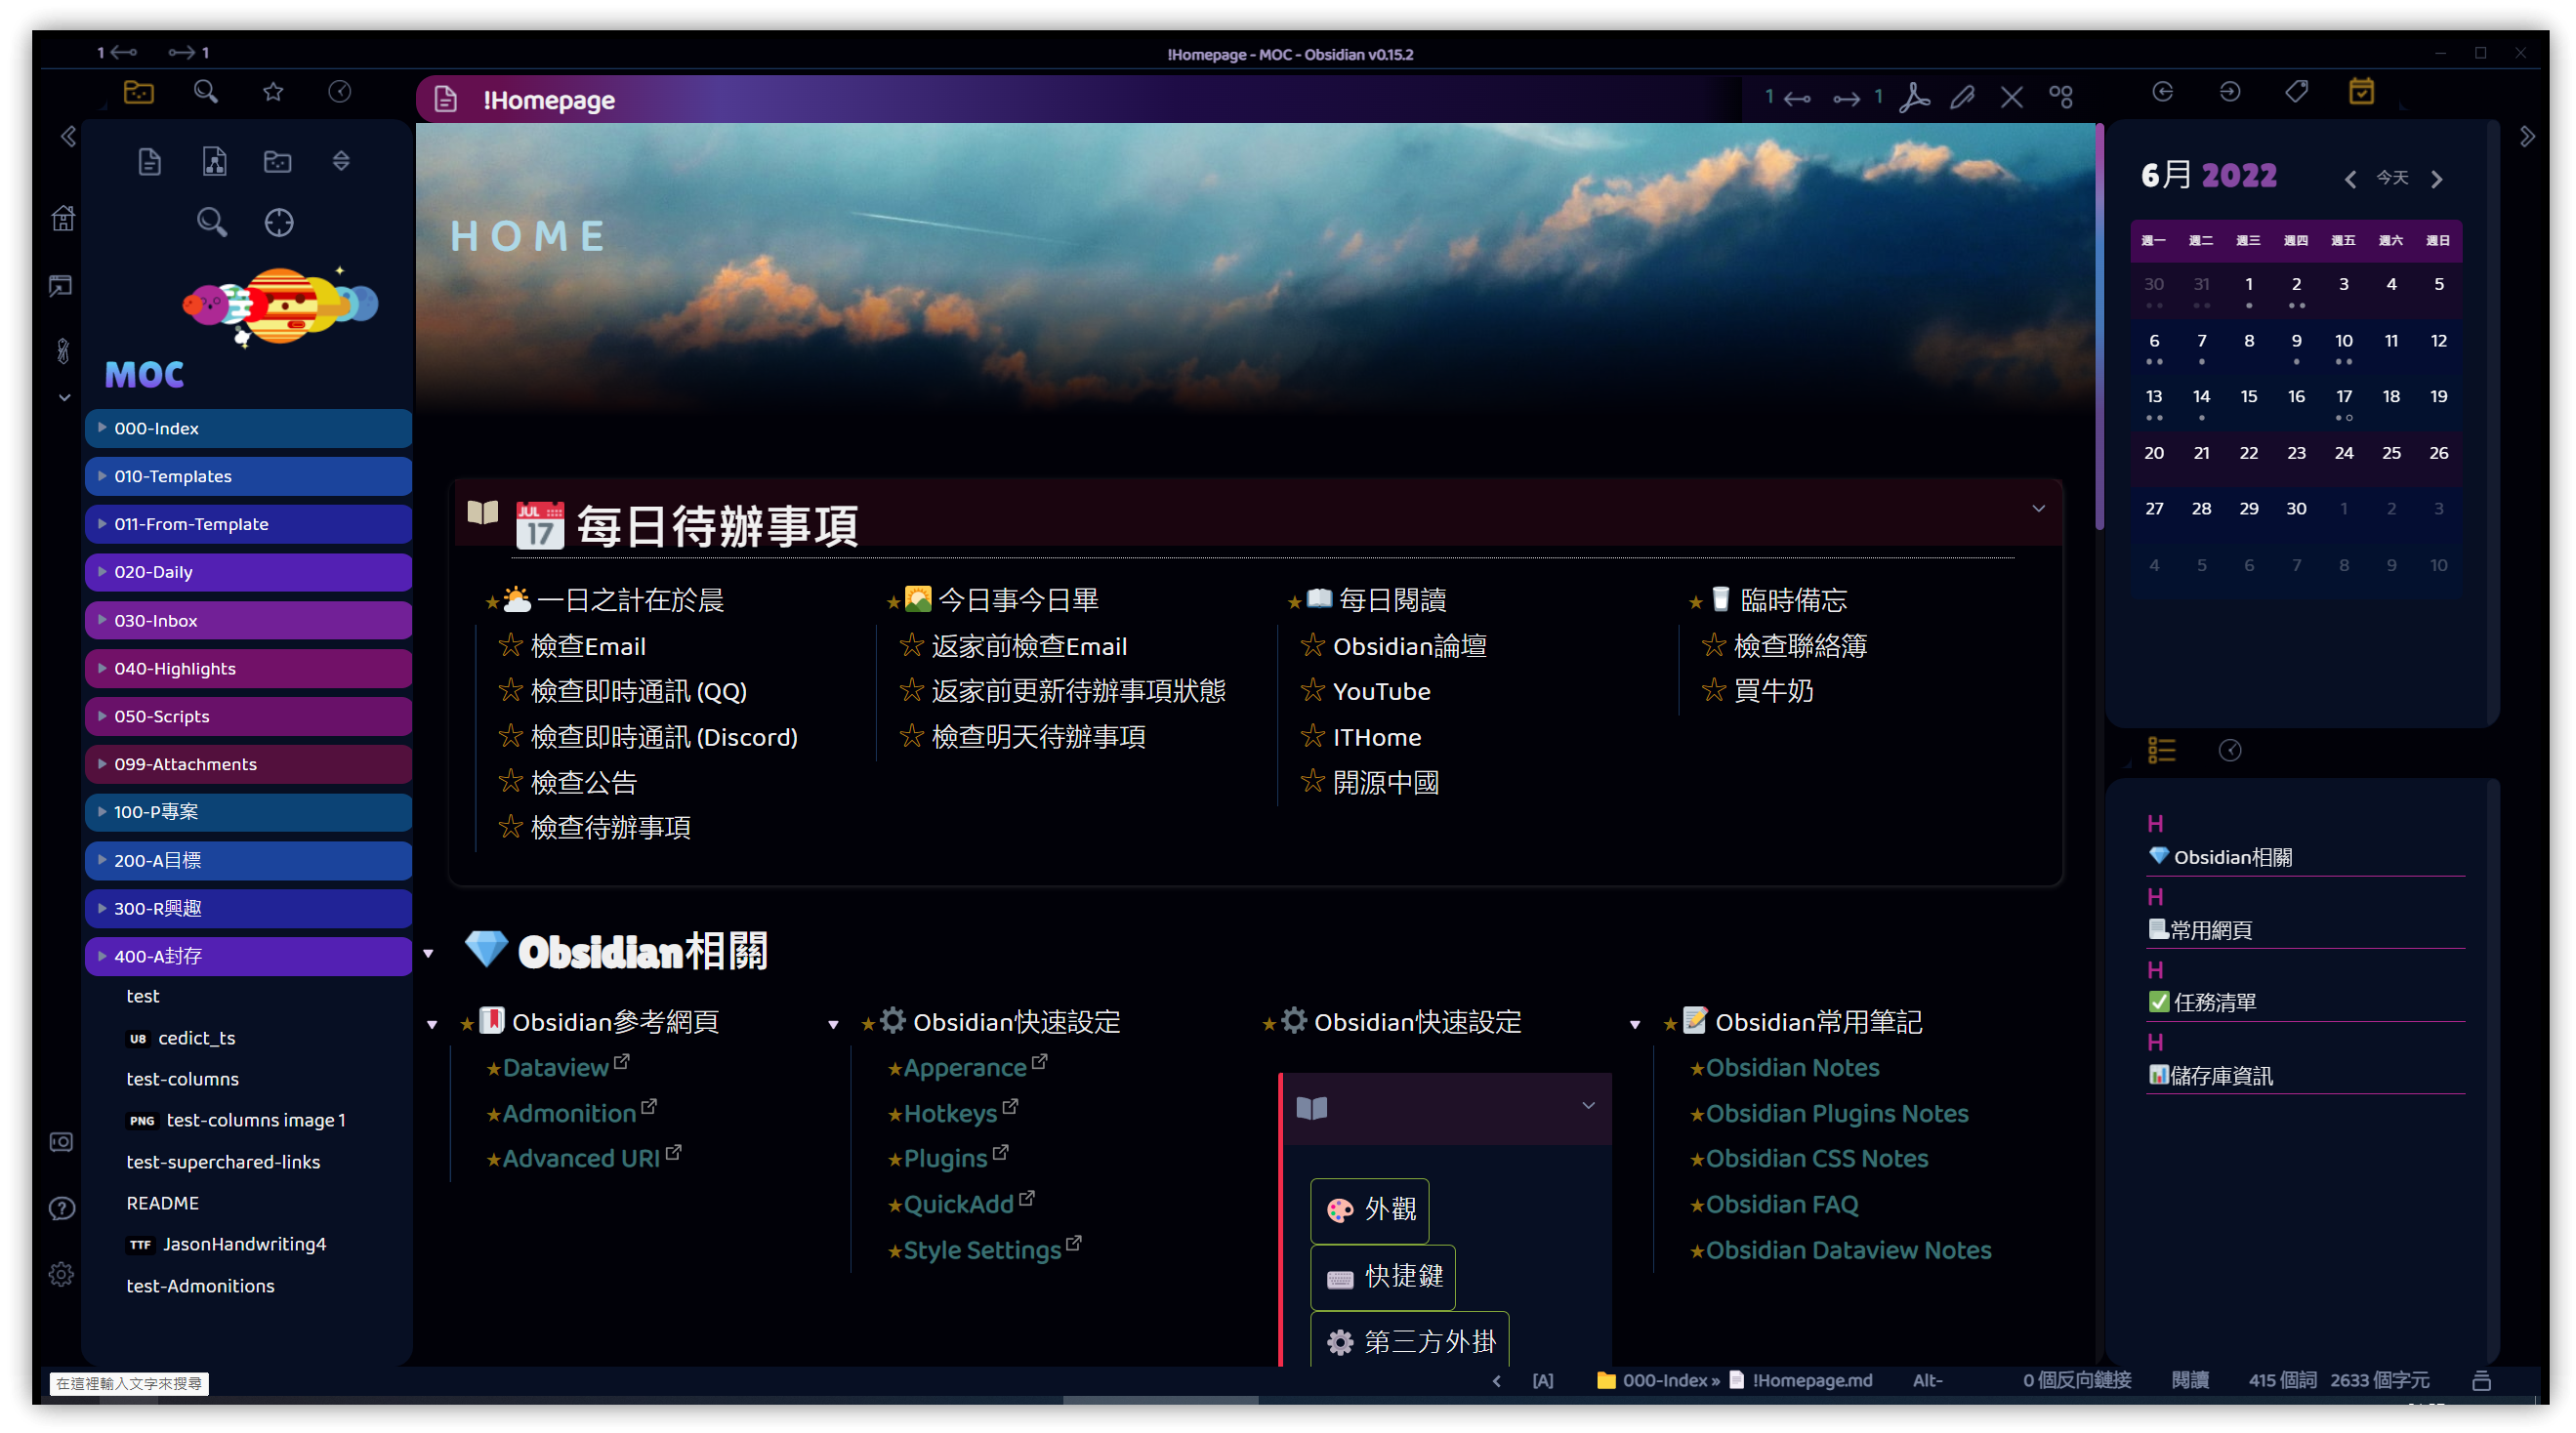 1 1
!Homepage - MOC - Obsidian v0.15.2
!Homepage
1 1
MOC
000-Index
010-Templates
011-From-Template
020-Daily
030-Inbox
040-Highlights
050-Scripts
099-Attachments
100-P專案
200-A目標
300-R興趣
400-A封存
test
U8 cedict_ts
test-columns
PNG test-columns image 1
test-superchared-links
README
TTF JasonHandwriting4
test-Admonitions
在這裡輸入文字來搜尋
HOME
JUL 17 每日待辦事項
一日之計在於晨
檢查Email
檢查即時通訊 (QQ)
檢查即時通訊 (Discord)
檢查公告
檢查待辦事項
今日事今日畢
返家前檢查Email
返家前更新待辦事項狀態
檢查明天待辦事項
每日閱讀
Obsidian論壇
YouTube
ITHome
開源中國
臨時備忘
檢查聯絡簿
買牛奶
Obsidian相關
Obsidian參考網頁
Dataview
Admonition
Advanced URI
Obsidian快速設定
Apperance
Hotkeys
Plugins
QuickAdd
Style Settings
Obsidian快速設定
外觀
快捷鍵
第三方外掛
Obsidian常用筆記
Obsidian Notes
Obsidian Plugins Notes
Obsidian CSS Notes
Obsidian FAQ
Obsidian Dataview Notes
6月 2022 今天
週一 週二 週三 週四 週五 週六 週日
30 31 1 2 3 4 5
6 7 8 9 10 11 12
13 14 15 16 17 18 19
20 21 22 23 24 25 26
27 28 29 30 1 2 3
4 5 6 7 8 9 10
H
Obsidian相關
H
常用網頁
H
任務清單
H
儲存庫資訊
[A] 000-Index » !Homepage.md Alt- 0 個反向鏈接 閱讀 415 個詞 2633 個字元